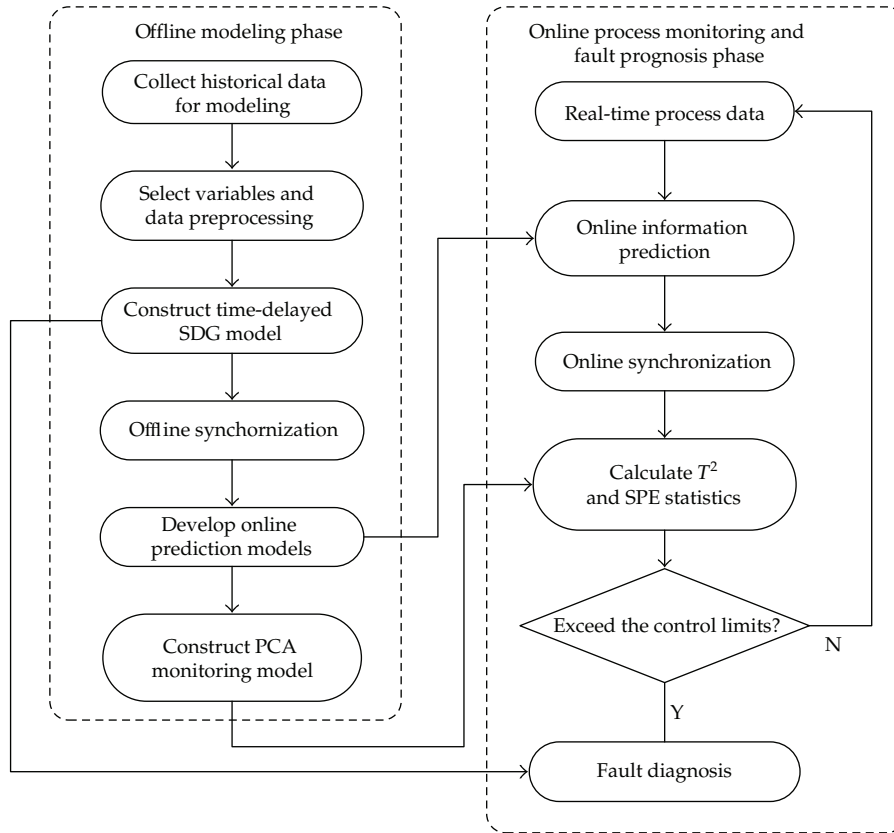 Offline modeling phase
Collect historical data
for modeling
Select variables and
data preprocessing
Construct time-delayed
SDG model
Offline synchornization
Develop online
prediction models
Construct PCA
monitoring model
Online process monitoring and
fault prognosis phase
Real-time process data
Online information
prediction
Online synchronization
Calculate T²
and SPE statistics
Exceed the control limits?
N
Y
Fault diagnosis